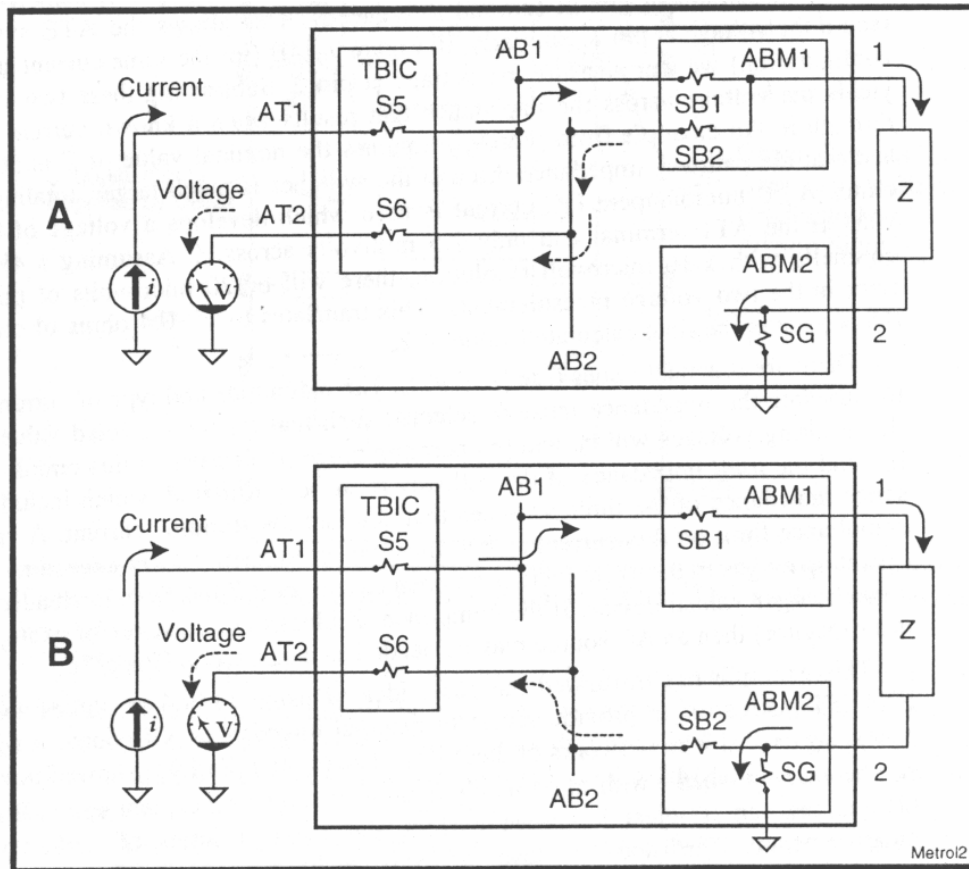 AB1
ABM1
1
TBIC
Current
AT1
S5
SB1
SB2
Z
Voltage
A
AT2
S6
ABM2
i
V
SG
2
AB2
AB1
ABM1
1
TBIC
Current
AT1
S5
SB1
Z
Voltage
B
AT2
S6
ABM2
SB2
i
V
SG
2
AB2
Metrol2